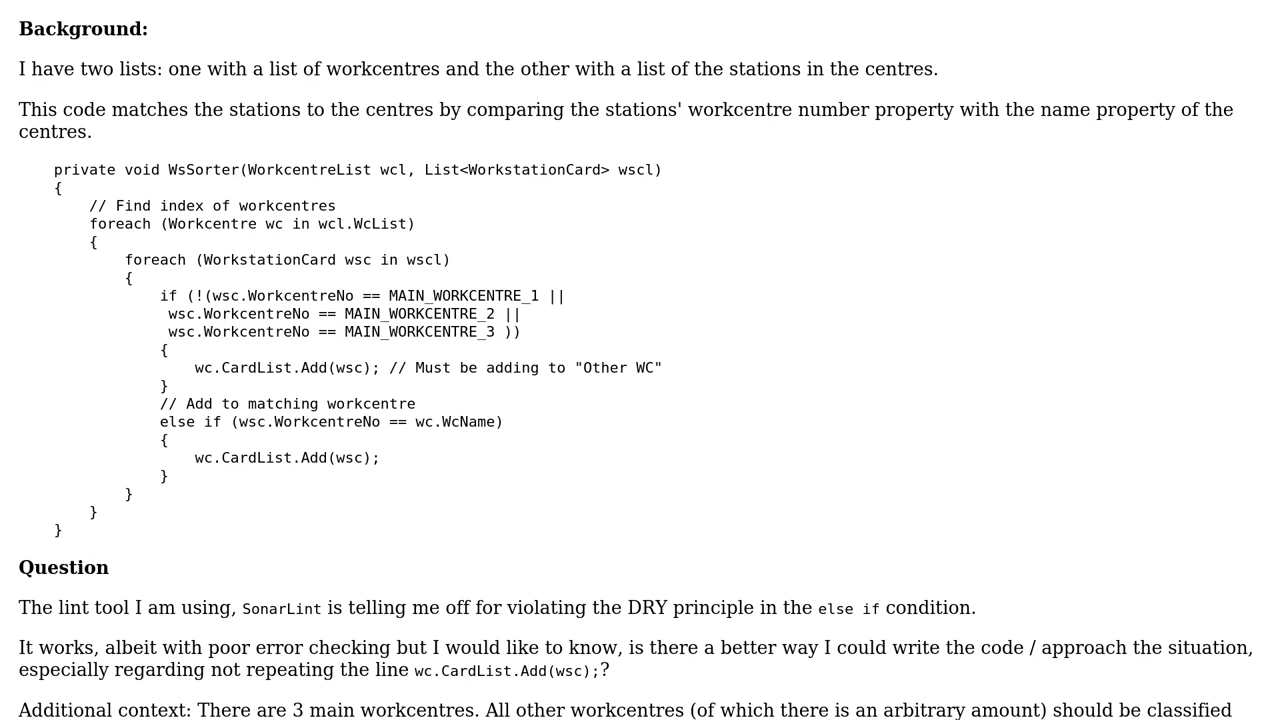 Background:
I have two lists: one with a list of workcentres and the other with a list of the stations in the centres.
This code matches the stations to the centres by comparing the stations' workcentre number property with the name property of the
centres.
private void WsSorter(WorkcentreList wcl, List<WorkstationCard> wscl)
{
// Find index of workcentres
foreach (Workcentre wc in wcl.WcList)
{
foreach (WorkstationCard wsc in wscl)
{
if (!(wsc.WorkcentreNo == MAIN_WORKCENTRE_1 ||
wsc.WorkcentreNo == MAIN_WORKCENTRE_2 ||
wsc.WorkcentreNo == MAIN_WORKCENTRE_3 ))
{
wc.CardList.Add(wsc); // Must be adding to "Other WC"
}
// Add to matching workcentre
else if (wsc.WorkcentreNo == wc.WcName)
{
wc.CardList.Add(wsc);
}
}
}
}
Question
The lint tool I am using, SonarLint is telling me off for violating the DRY principle in the else if condition.
It works, albeit with poor error checking but I would like to know, is there a better way I could write the code / approach the situation,
especially regarding not repeating the line wc.CardList.Add(wsc);?
Additional context: There are 3 main workcentres. All other workcentres (of which there is an arbitrary amount) should be classified